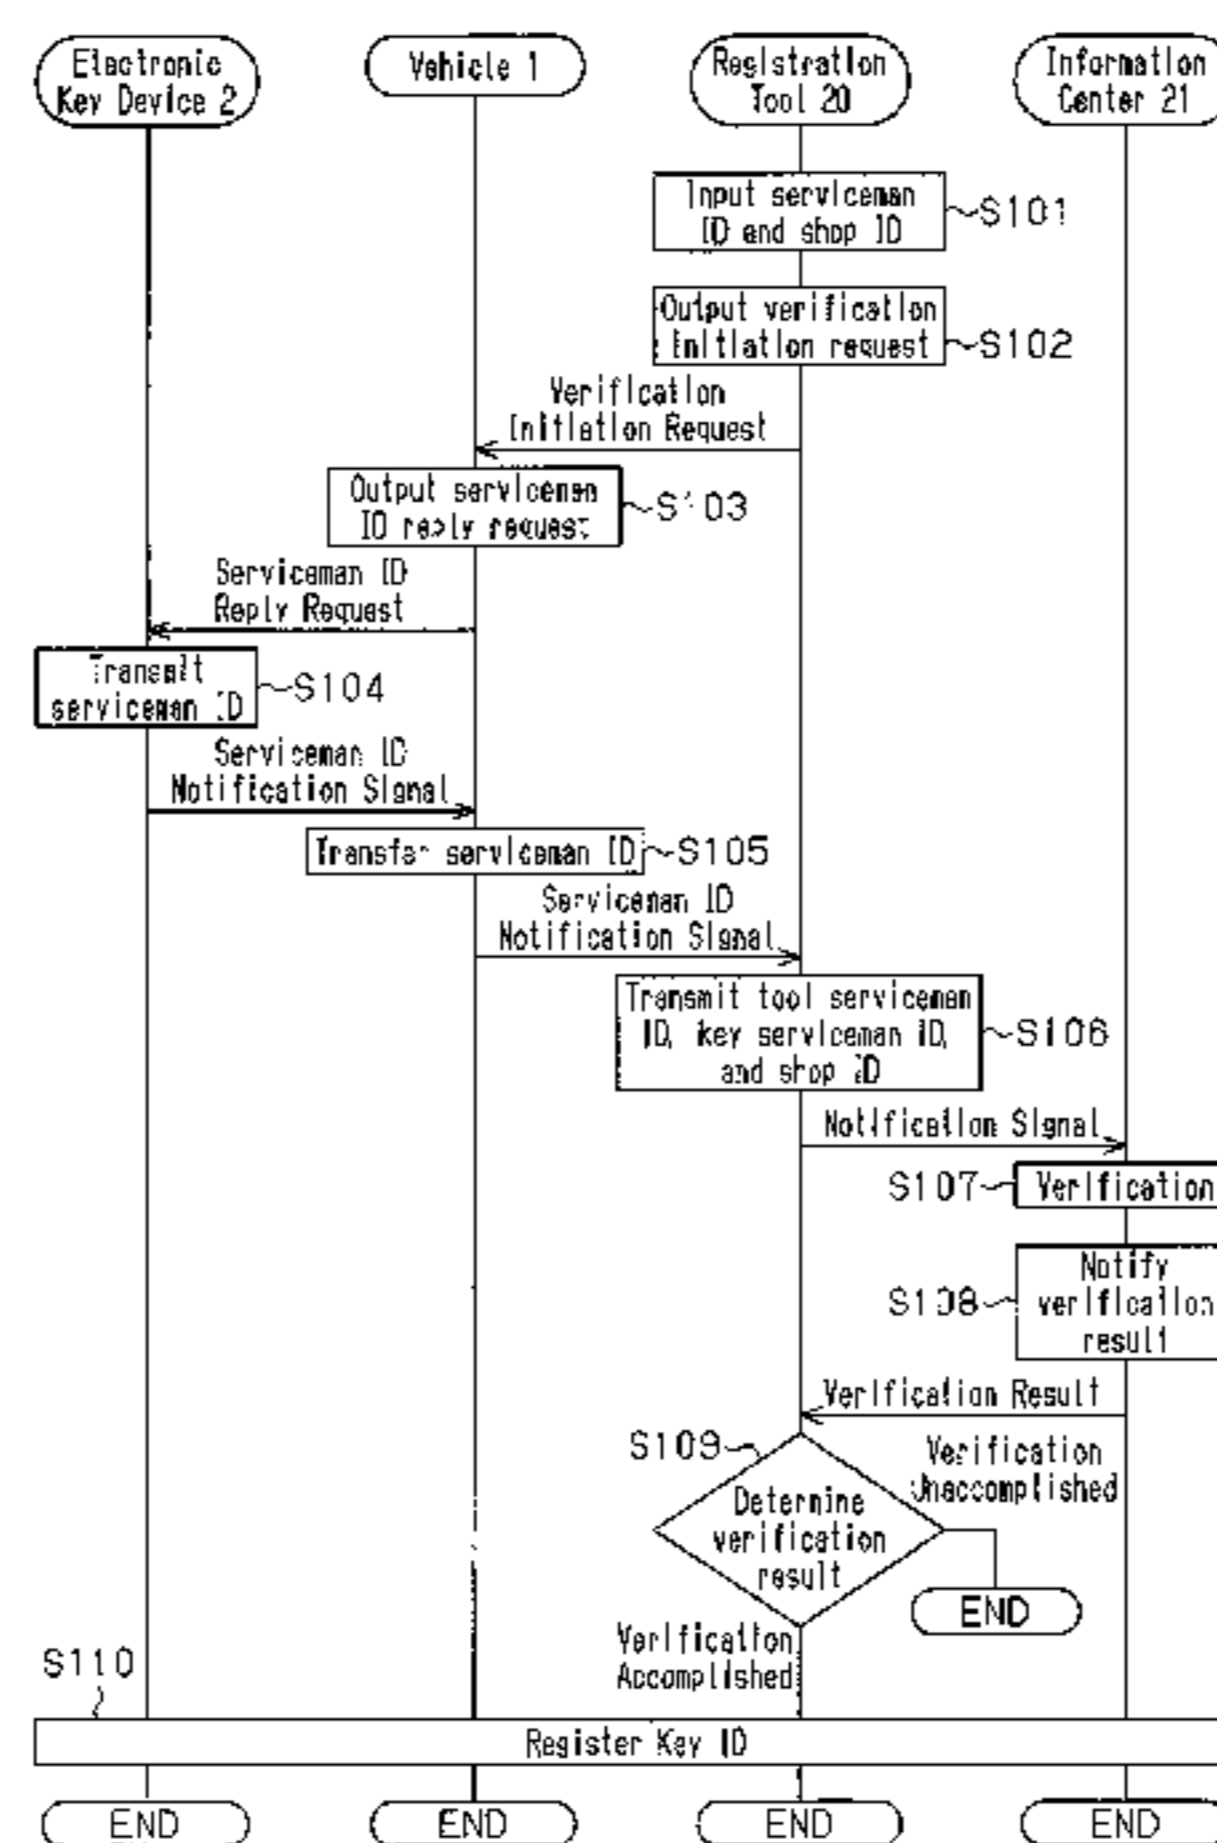 Electronic
Key Device 2
Vehicle 1
Registration
Tool 20
Information
Center 21
Input serviceman
ID and shop ID
S101
Output verification
initiation request
S102
Verification
Initiation Request
Output serviceman
ID reply request
S103
Serviceman ID
Reply Request
Transmit
serviceman ID
S104
Serviceman ID
Notification Signal
Transfer serviceman ID
S105
Serviceman ID
Notification Signal
Transmit tool serviceman
ID, key serviceman ID,
and shop ID
S106
Notification Signal
S107
Verification
S108
Notify
verification
result
Verification Result
S109
Verification
Unaccomplished
Determine
verification
result
END
Verification
Accomplished
S110
Register Key ID
END
END
END
END